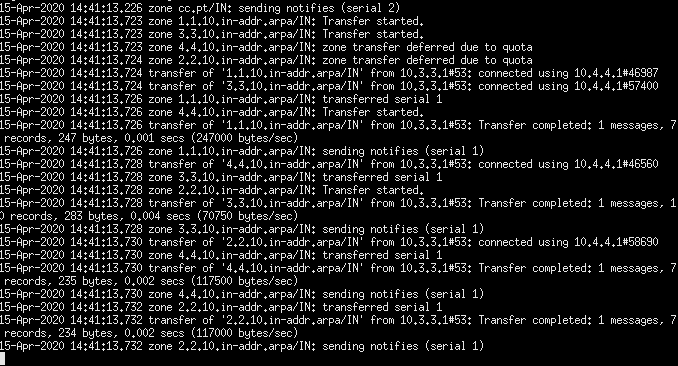 15-Apr-2020 14:41:13.226 zone cc.pt/IN: sending notifies (serial 2)
15-Apr-2020 14:41:13.723 zone 1.1.10.in-addr.arpa/IN: Transfer started.
15-Apr-2020 14:41:13.723 zone 3.3.10.in-addr.arpa/IN: Transfer started.
15-Apr-2020 14:41:13.723 zone 4.4.10.in-addr.arpa/IN: zone transfer deferred due to quota
15-Apr-2020 14:41:13.724 zone 2.2.10.in-addr.arpa/IN: zone transfer deferred due to quota
15-Apr-2020 14:41:13.724 transfer of '1.1.10.in-addr.arpa/IN' from 10.3.3.1#53: connected using 10.4.4.1#46987
15-Apr-2020 14:41:13.724 transfer of '3.3.10.in-addr.arpa/IN' from 10.3.3.1#53: connected using 10.4.4.1#57400
15-Apr-2020 14:41:13.726 zone 1.1.10.in-addr.arpa/IN: transferred serial 1
15-Apr-2020 14:41:13.726 zone 4.4.10.in-addr.arpa/IN: Transfer started.
15-Apr-2020 14:41:13.726 transfer of '1.1.10.in-addr.arpa/IN' from 10.3.3.1#53: Transfer completed: 1 messages, 7
records, 247 bytes, 0.001 secs (247000 bytes/sec)
15-Apr-2020 14:41:13.726 zone 1.1.10.in-addr.arpa/IN: sending notifies (serial 1)
15-Apr-2020 14:41:13.728 transfer of '4.4.10.in-addr.arpa/IN' from 10.3.3.1#53: connected using 10.4.4.1#46560
15-Apr-2020 14:41:13.728 zone 3.3.10.in-addr.arpa/IN: transferred serial 1
15-Apr-2020 14:41:13.728 zone 2.2.10.in-addr.arpa/IN: Transfer started.
15-Apr-2020 14:41:13.728 transfer of '3.3.10.in-addr.arpa/IN' from 10.3.3.1#53: Transfer completed: 1 messages, 1
0 records, 283 bytes, 0.004 secs (70750 bytes/sec)
15-Apr-2020 14:41:13.728 zone 3.3.10.in-addr.arpa/IN: sending notifies (serial 1)
15-Apr-2020 14:41:13.730 transfer of '2.2.10.in-addr.arpa/IN' from 10.3.3.1#53: connected using 10.4.4.1#58690
15-Apr-2020 14:41:13.730 zone 4.4.10.in-addr.arpa/IN: transferred serial 1
15-Apr-2020 14:41:13.730 transfer of '4.4.10.in-addr.arpa/IN' from 10.3.3.1#53: Transfer completed: 1 messages, 7
records, 235 bytes, 0.002 secs (117500 bytes/sec)
15-Apr-2020 14:41:13.730 zone 4.4.10.in-addr.arpa/IN: sending notifies (serial 1)
15-Apr-2020 14:41:13.732 zone 2.2.10.in-addr.arpa/IN: transferred serial 1
15-Apr-2020 14:41:13.732 transfer of '2.2.10.in-addr.arpa/IN' from 10.3.3.1#53: Transfer completed: 1 messages, 7
records, 234 bytes, 0.002 secs (117000 bytes/sec)
15-Apr-2020 14:41:13.732 zone 2.2.10.in-addr.arpa/IN: sending notifies (serial 1)